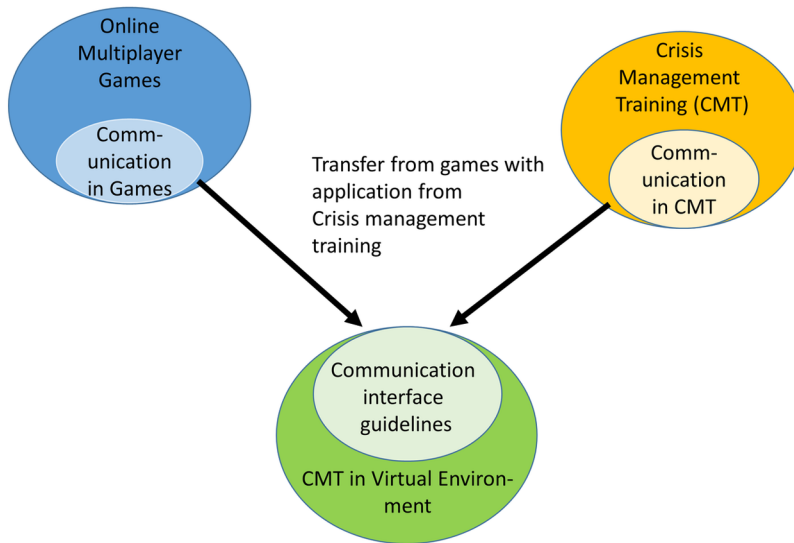 Online
Multiplayer
Games
Comm-
unication
in Games
Crisis
Management
Training (CMT)
Comm-
unication
in CMT
Transfer from games with
application from
Crisis management
training
Communication
interface
guidelines
CMT in Virtual Environ-
ment